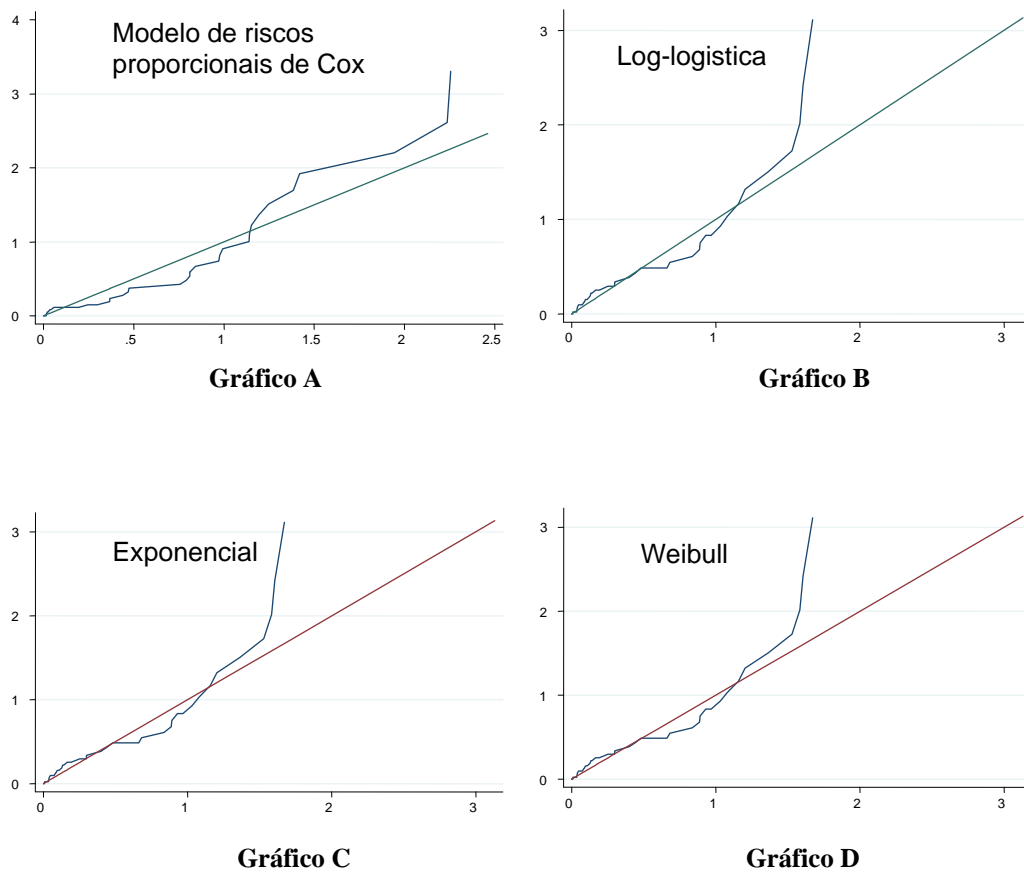 Modelo de riscos
proporcionais de Cox
4
3
2
1
0
0 .5 1 1.5 2 2.5
Gráfico A
Log-logistica
3
2
1
0
0 1 2 3
Gráfico B
Exponencial
3
2
1
0
0 1 2 3
Gráfico C
Weibull
3
2
1
0
0 1 2 3
Gráfico D